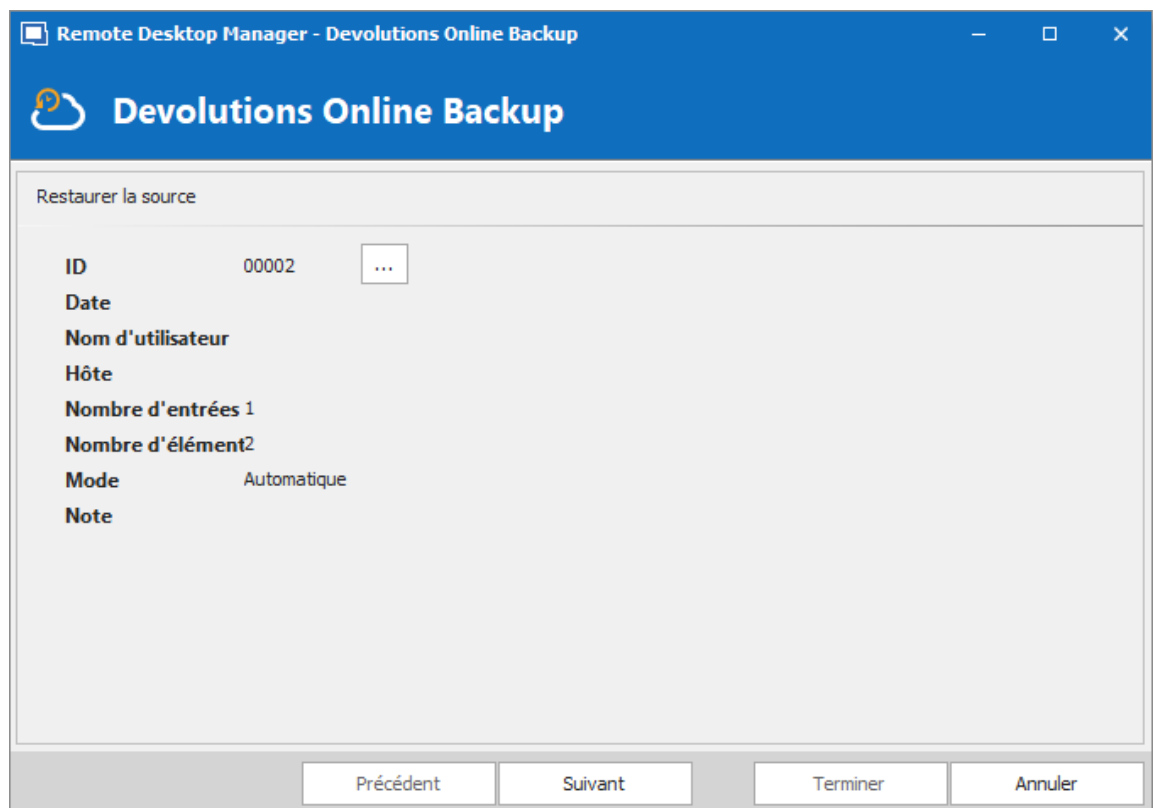 Remote Desktop Manager - Devolutions Online Backup
Devolutions Online Backup
Restaurer la source
ID 00002 ...
Date
Nom d'utilisateur
Hôte
Nombre d'entrées 1
Nombre d'élément2
Mode Automatique
Note
Précédent Suivant Terminer Annuler